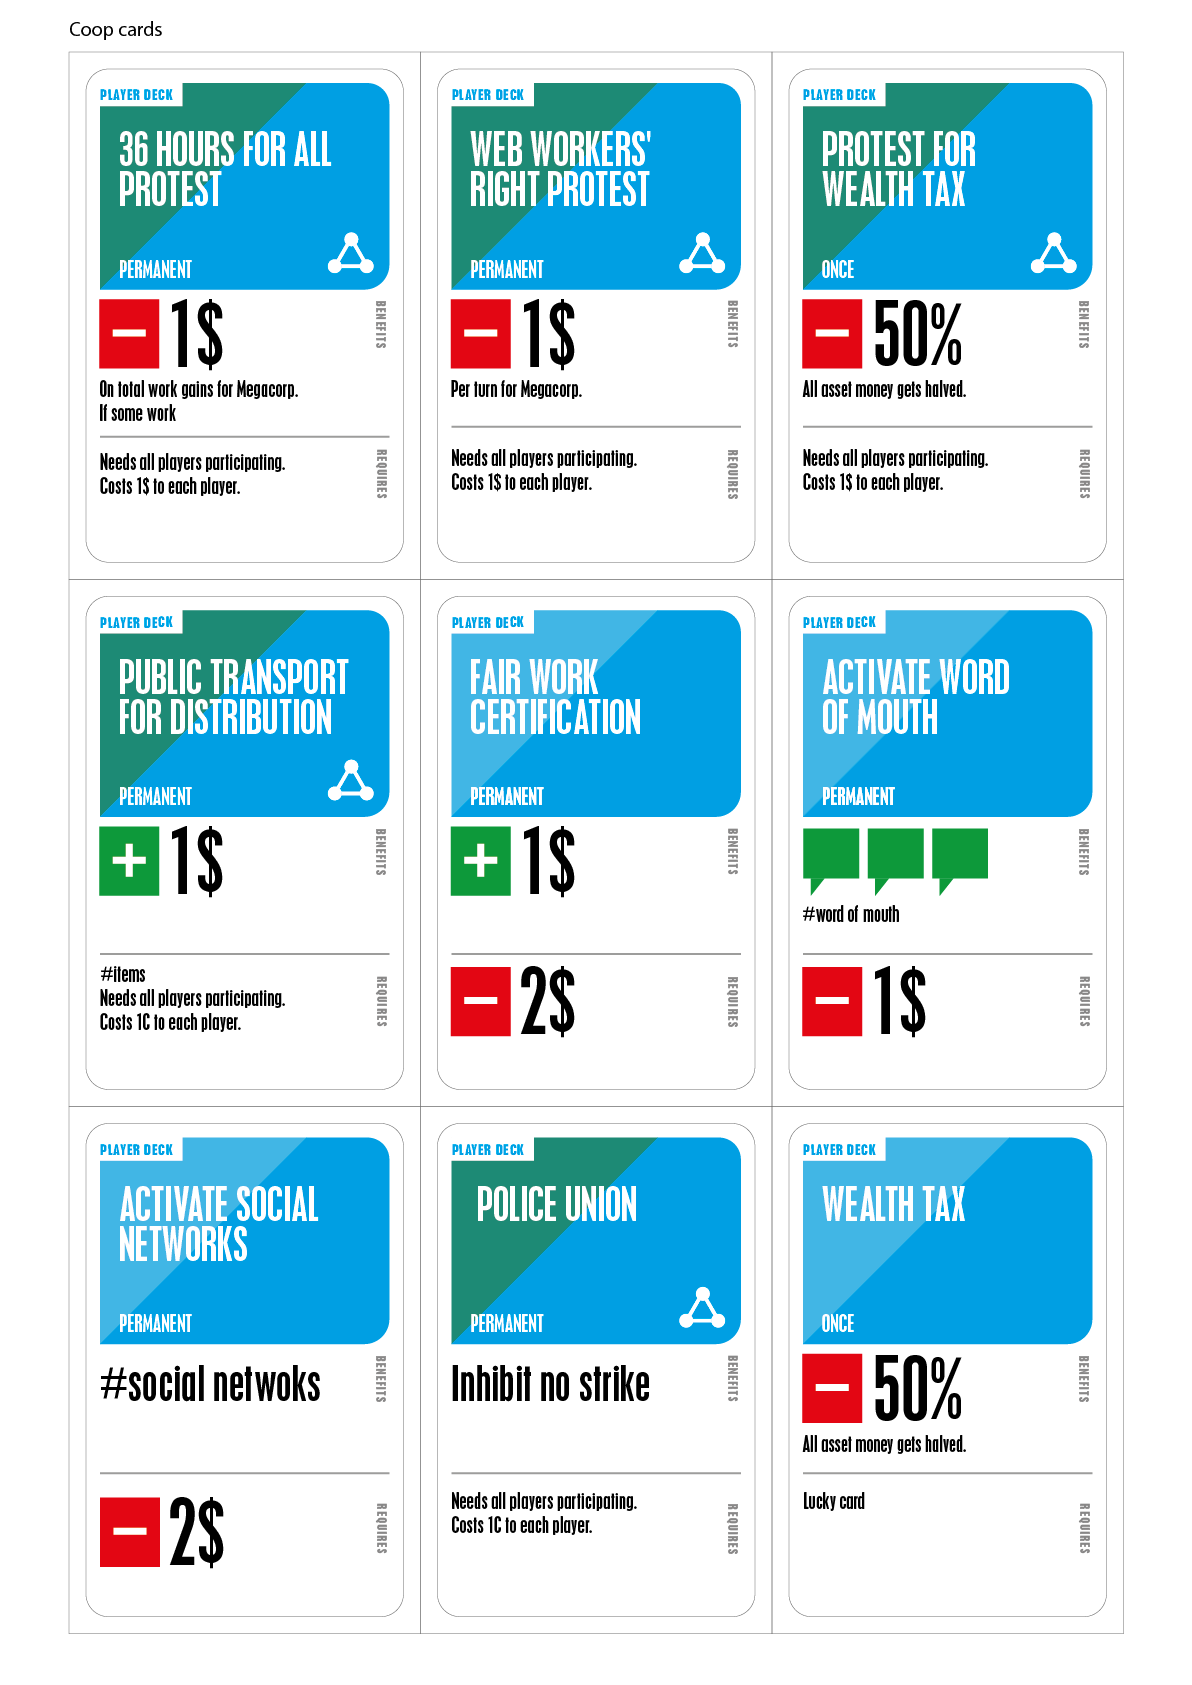 Coop cards
PLAYER DECK
36 HOURS FOR ALL
PROTEST
PERMANENT
- 1$
BENEFITS
On total work gains for Megacorp.
If some work
Needs all players participating.
Costs 1$ to each player.
REQUIRES
PLAYER DECK
WEB WORKERS'
RIGHT PROTEST
PERMANENT
- 1$
BENEFITS
Per turn for Megacorp.
Needs all players participating.
Costs 1$ to each player.
REQUIRES
PLAYER DECK
PROTEST FOR
WEALTH TAX
ONCE
- 50%
BENEFITS
All asset money gets halved.
Needs all players participating.
Costs 1$ to each player.
REQUIRES
PLAYER DECK
PUBLIC TRANSPORT
FOR DISTRIBUTION
PERMANENT
+ 1$
BENEFITS
#items
Needs all players participating.
Costs 1C to each player.
REQUIRES
PLAYER DECK
FAIR WORK
CERTIFICATION
PERMANENT
+ 1$
BENEFITS
- 2$
REQUIRES
PLAYER DECK
ACTIVATE WORD
OF MOUTH
PERMANENT
BENEFITS
#word of mouth
- 1$
REQUIRES
PLAYER DECK
ACTIVATE SOCIAL
NETWORKS
PERMANENT
#social netwoks
BENEFITS
- 2$
REQUIRES
PLAYER DECK
POLICE UNION
PERMANENT
Inhibit no strike
BENEFITS
Needs all players participating.
Costs 1C to each player.
REQUIRES
PLAYER DECK
WEALTH TAX
ONCE
- 50%
BENEFITS
All asset money gets halved.
Lucky card
REQUIRES